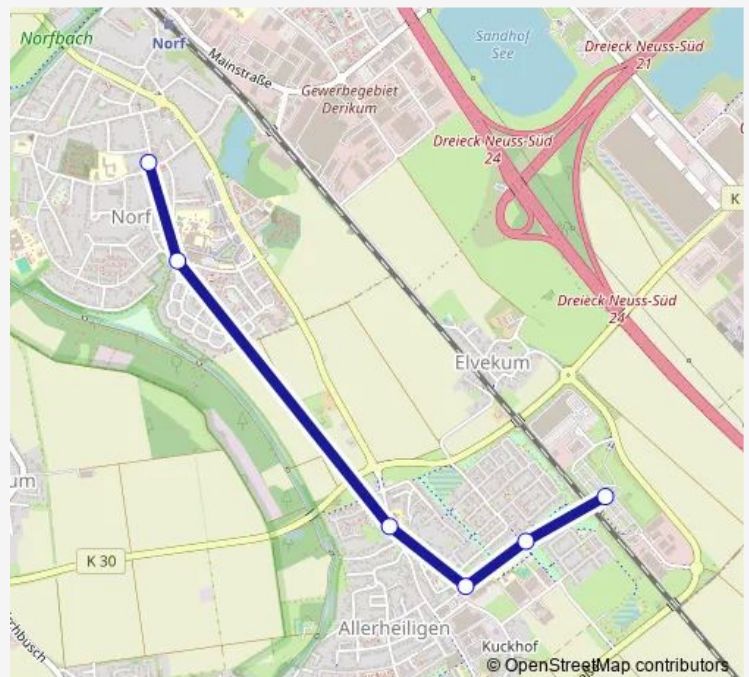 Norfbach
Norf
Mainstraße
Sandhof
See
Dreieck Neuss-Süd
21
Gewerbegebiet
Derikum
Dreieck Neuss-Süd
24
K
Norf
Dreieck Neuss-Süd
24
Elvekum
um
K 30
Allerheiligen
Kuckhof
© OpenStreetMap contributors